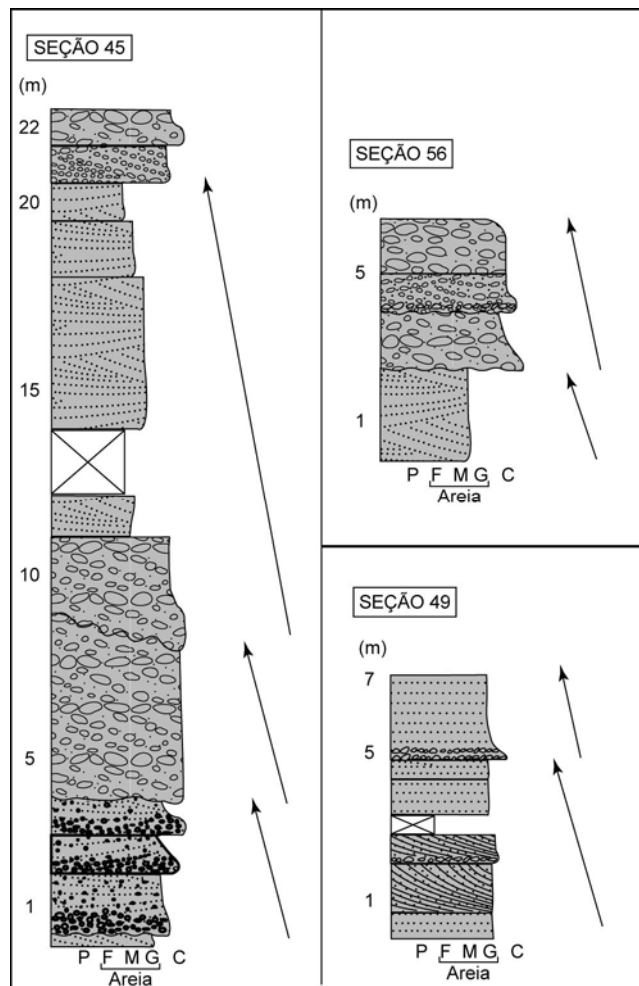 SEÇÃO 45
(m)
22
20
15
10
5
1
P F M G C
Areia
SEÇÃO 56
(m)
5
1
P F M G C
Areia
SEÇÃO 49
(m)
7
5
1
P F M G C
Areia